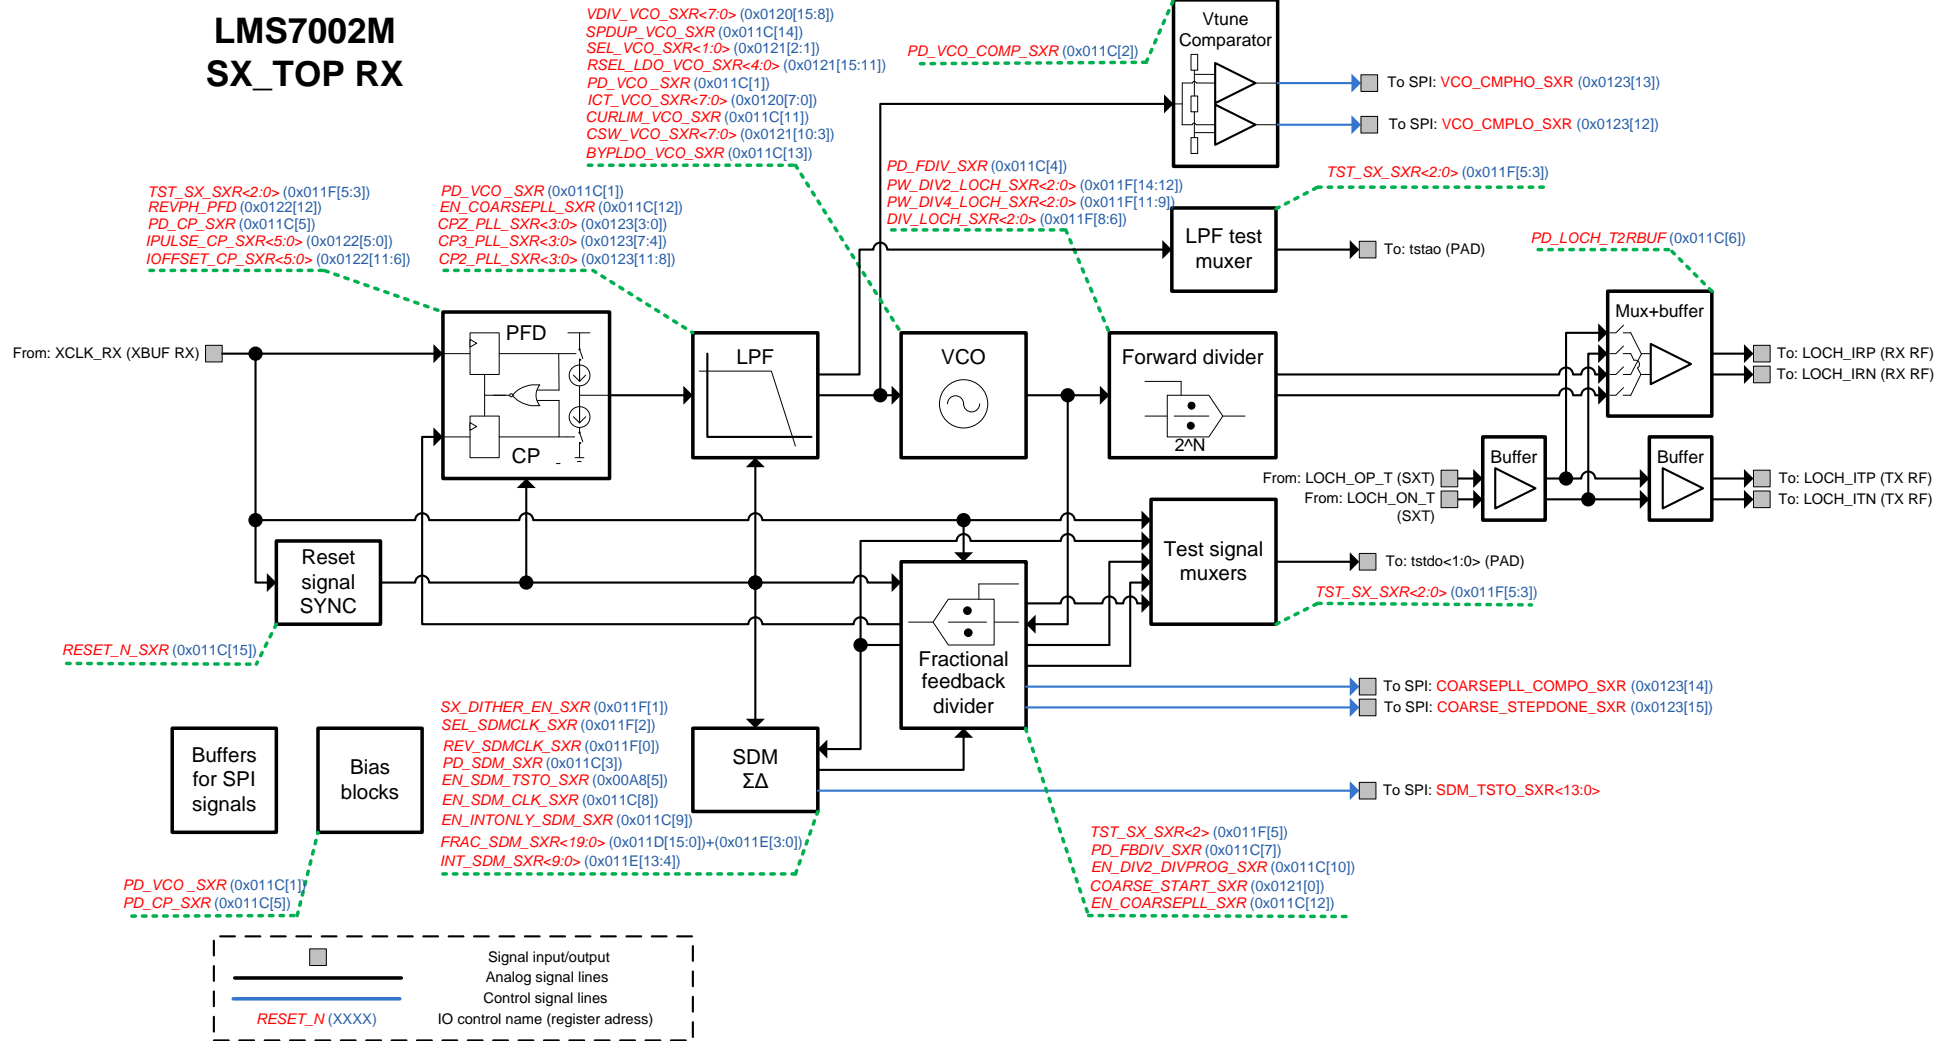 LMS7002M
SX_TOP RX
VDIV_VCO_SXR<7:0> (0x0120[15:8])
SPDUP_VCO_SXR (0x011C[14])
SEL_VCO_SXR<1:0> (0x0121[2:1])
RSEL_LDO_VCO_SXR<4:0> (0x0121[15:11])
PD_VCO_SXR (0x011C[1])
ICT_VCO_SXR<7:0> (0x0120[7:0])
CURLIM_VCO_SXR (0x011C[11])
CSW_VCO_SXR<7:0> (0x0121[10:3])
BYPLDO_VCO_SXR (0x011C[13])
PD_VCO_COMP_SXR (0x011C[2])
Vtune
Comparator
To SPI: VCO_CMPHO_SXR (0x0123[13])
To SPI: VCO_CMPLO_SXR (0x0123[12])
TST_SX_SXR<2:0> (0x011F[5:3])
REVPH_PFD (0x0122[12])
PD_CP_SXR (0x011C[5])
IPULSE_CP_SXR<5:0> (0x0122[5:0])
IOFFSET_CP_SXR<5:0> (0x0122[11:6])
PD_VCO _SXR (0x011C[1])
EN_COARSEPLL_SXR (0x011C[12])
CPZ_PLL_SXR<3:0> (0x0123[3:0])
CP3_PLL_SXR<3:0> (0x0123[7:4])
CP2_PLL_SXR<3:0> (0x0123[11:8])
PD_FDIV_SXR (0x011C[4])
PW_DIV2_LOCH_SXR<2:0> (0x011F[14:12])
PW_DIV4_LOCH_SXR<2:0> (0x011F[11:9])
DIV_LOCH_SXR<2:0> (0x011F[8:6])
TST_SX_SXR<2:0> (0x011F[5:3])
LPF test
muxer
To: tstao (PAD)
PD_LOCH_T2RBUF (0x011C[6])
From: XCLK_RX (XBUF RX)
PFD
CP
LPF
VCO
Forward divider
2^N
Mux+buffer
To: LOCH_IRP (RX RF)
To: LOCH_IRN (RX RF)
Buffer
Buffer
From: LOCH_OP_T (SXT)
From: LOCH_ON_T
(SXT)
To: LOCH_ITP (TX RF)
To: LOCH_ITN (TX RF)
Reset
signal
SYNC
Test signal
muxers
To: tstdo<1:0> (PAD)
TST_SX_SXR<2:0> (0x011F[5:3])
RESET_N_SXR (0x011C[15])
Fractional
feedback
divider
To SPI: COARSEPLL_COMPO_SXR (0x0123[14])
To SPI: COARSE_STEPDONE_SXR (0x0123[15])
Buffers
for SPI
signals
Bias
blocks
SX_DITHER_EN_SXR (0x011F[1])
SEL_SDMCLK_SXR (0x011F[2])
REV_SDMCLK_SXR (0x011F[0])
PD_SDM_SXR (0x011C[3])
EN_SDM_TSTO_SXR (0x00A8[5])
EN_SDM_CLK_SXR (0x011C[8])
EN_INTONLY_SDM_SXR (0x011C[9])
FRAC_SDM_SXR<19:0> (0x011D[15:0])+(0x011E[3:0])
INT_SDM_SXR<9:0> (0x011E[13:4])
SDM
ΣΔ
To SPI: SDM_TSTO_SXR<13:0>
TST_SX_SXR<2> (0x011F[5])
PD_FBDIV_SXR (0x011C[7])
EN_DIV2_DIVPROG_SXR (0x011C[10])
COARSE_START_SXR (0x0121[0])
EN_COARSEPLL_SXR (0x011C[12])
PD_VCO _SXR (0x011C[1])
PD_CP_SXR (0x011C[5])
Signal input/output
Analog signal lines
Control signal lines
RESET_N (XXXX) IO control name (register adress)